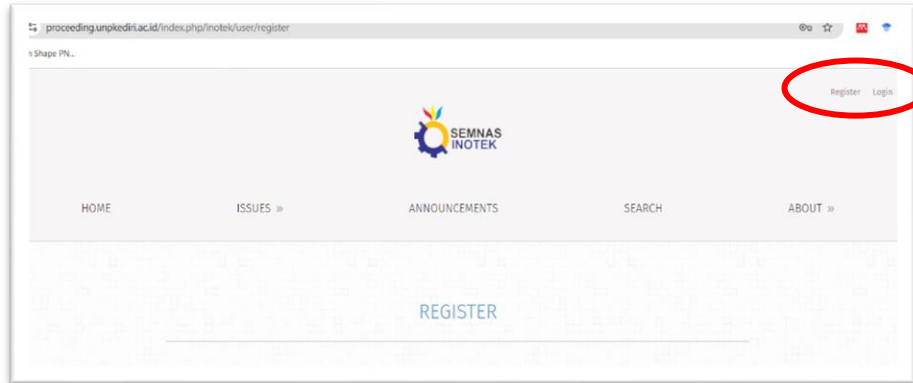 proceeding.unpkediri.ac.id/index.php/inotek/user/register
Shape PN...
Register Login
SEMNAS
INOTEK
HOME ISSUES » ANNOUNCEMENTS SEARCH ABOUT »
REGISTER